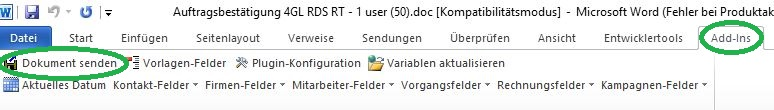 Auftragsbestätigung 4GL RDS RT - 1 user (50).doc [Kompatibilitätsmodus] - Microsoft Word (Fehler bei Produktak
Datei Start Einfügen Seitenlayout Verweise Sendungen Überprüfen Ansicht Entwicklertools Add-Ins
Dokument senden Vorlagen-Felder Plugin-Konfiguration Variablen aktualisieren
Aktuelles Datum Kontakt-Felder Firmen-Felder Mitarbeiter-Felder Vorgangsfelder Rechnungsfelder Kampagnen-Felder